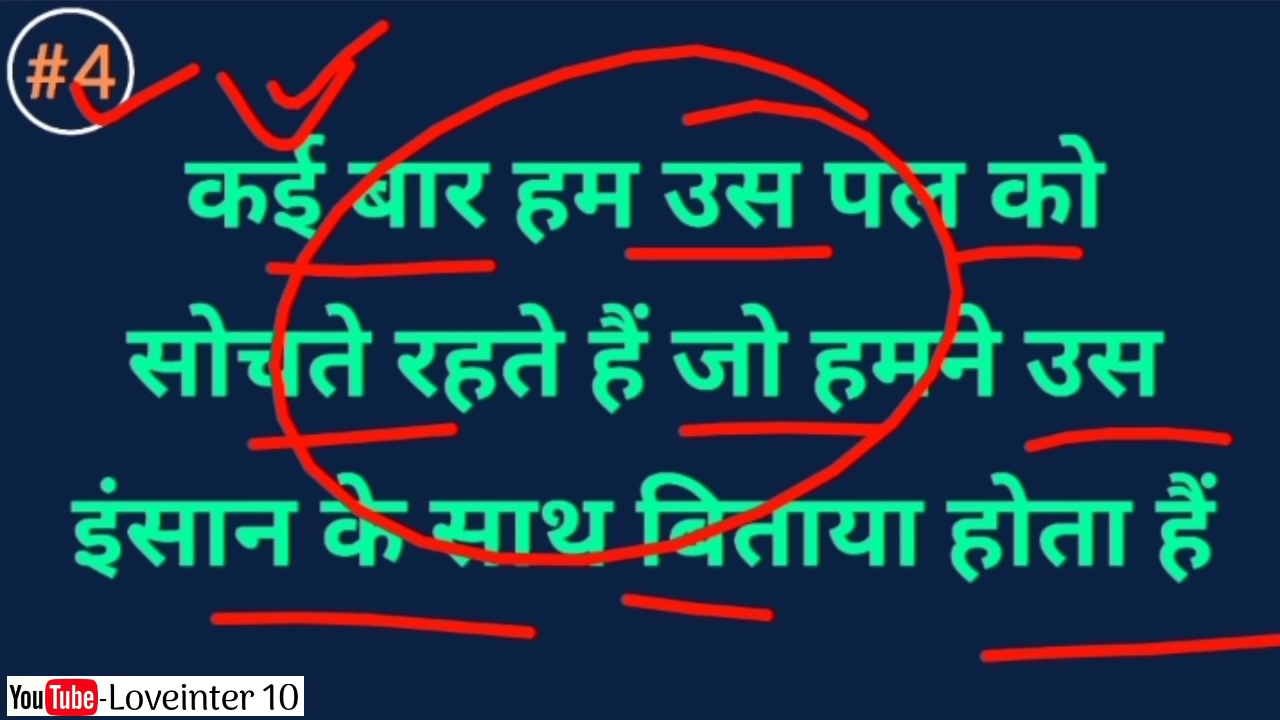 #4
कई बार हम उस पल को
सोचते रहते हैं जो हमने उस
इंसान के साथ बिताया होता हैं
YouTube-Loveinter 10